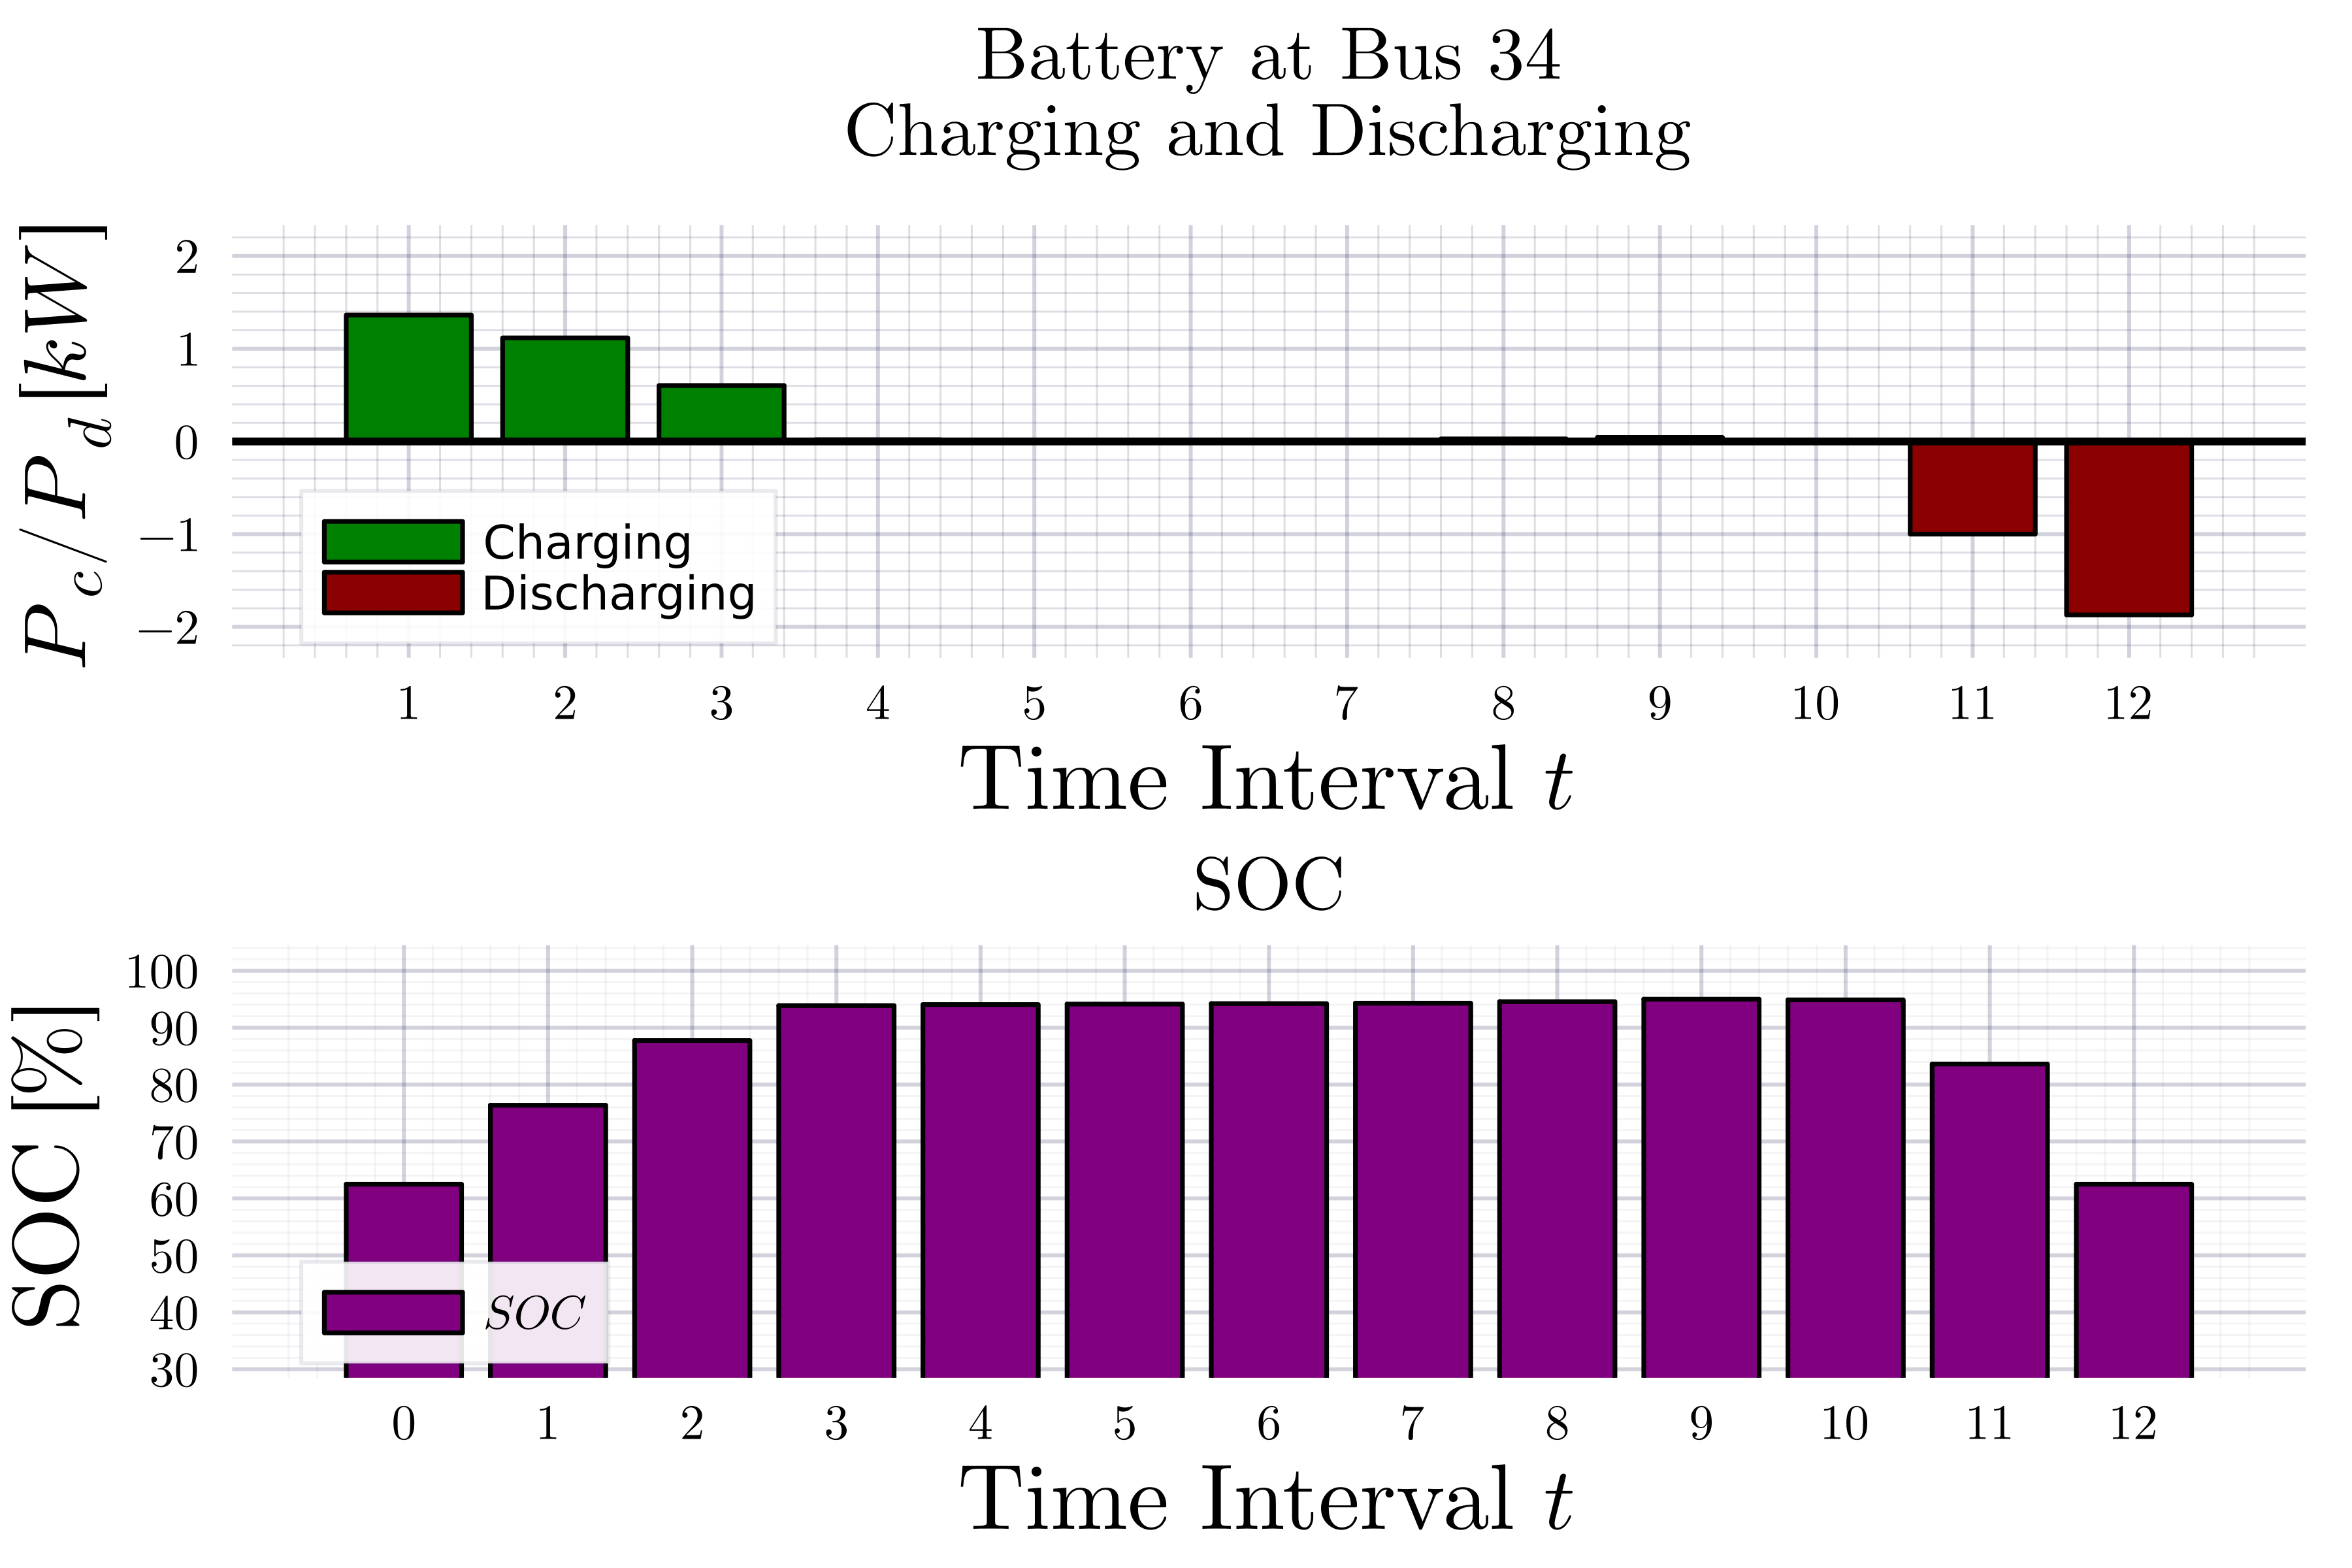 Battery at Bus 34
Charging and Discharging
P_c/P_d [kW]
2
1
0
−1
−2
Charging
Discharging
1 2 3 4 5 6 7 8 9 10 11 12
Time Interval t
SOC
SOC [%]
100
90
80
70
60
50
40
30
SOC
0 1 2 3 4 5 6 7 8 9 10 11 12
Time Interval t